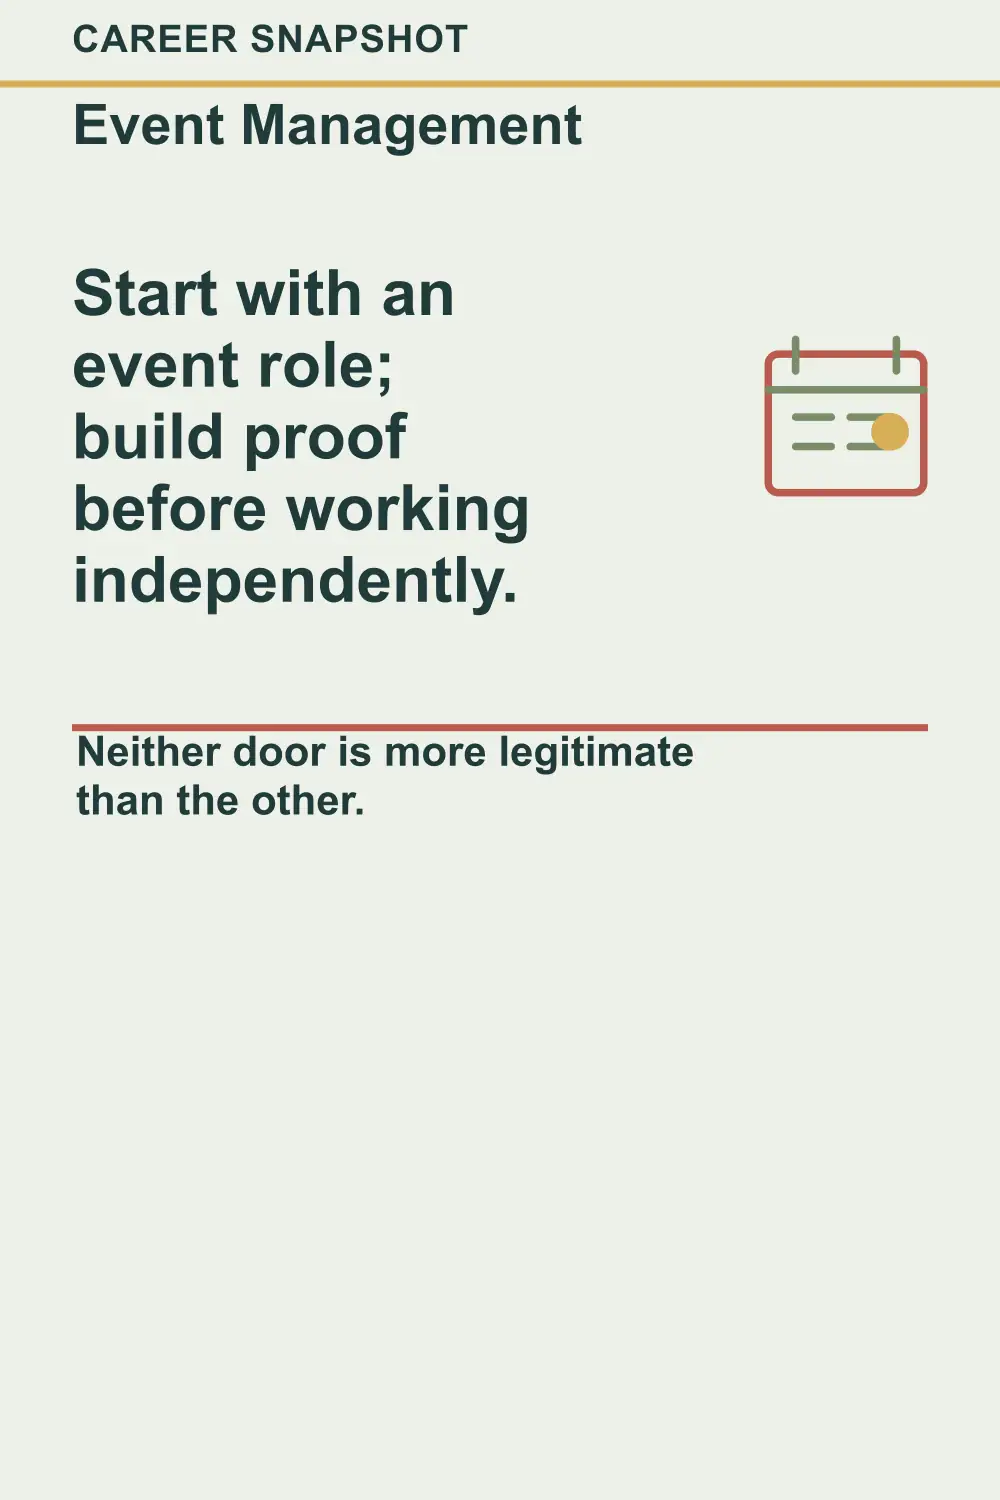 CAREER SNAPSHOT
Event Management
Start with an
event role;
build proof
before working
independently.
Neither door is more legitimate
than the other.